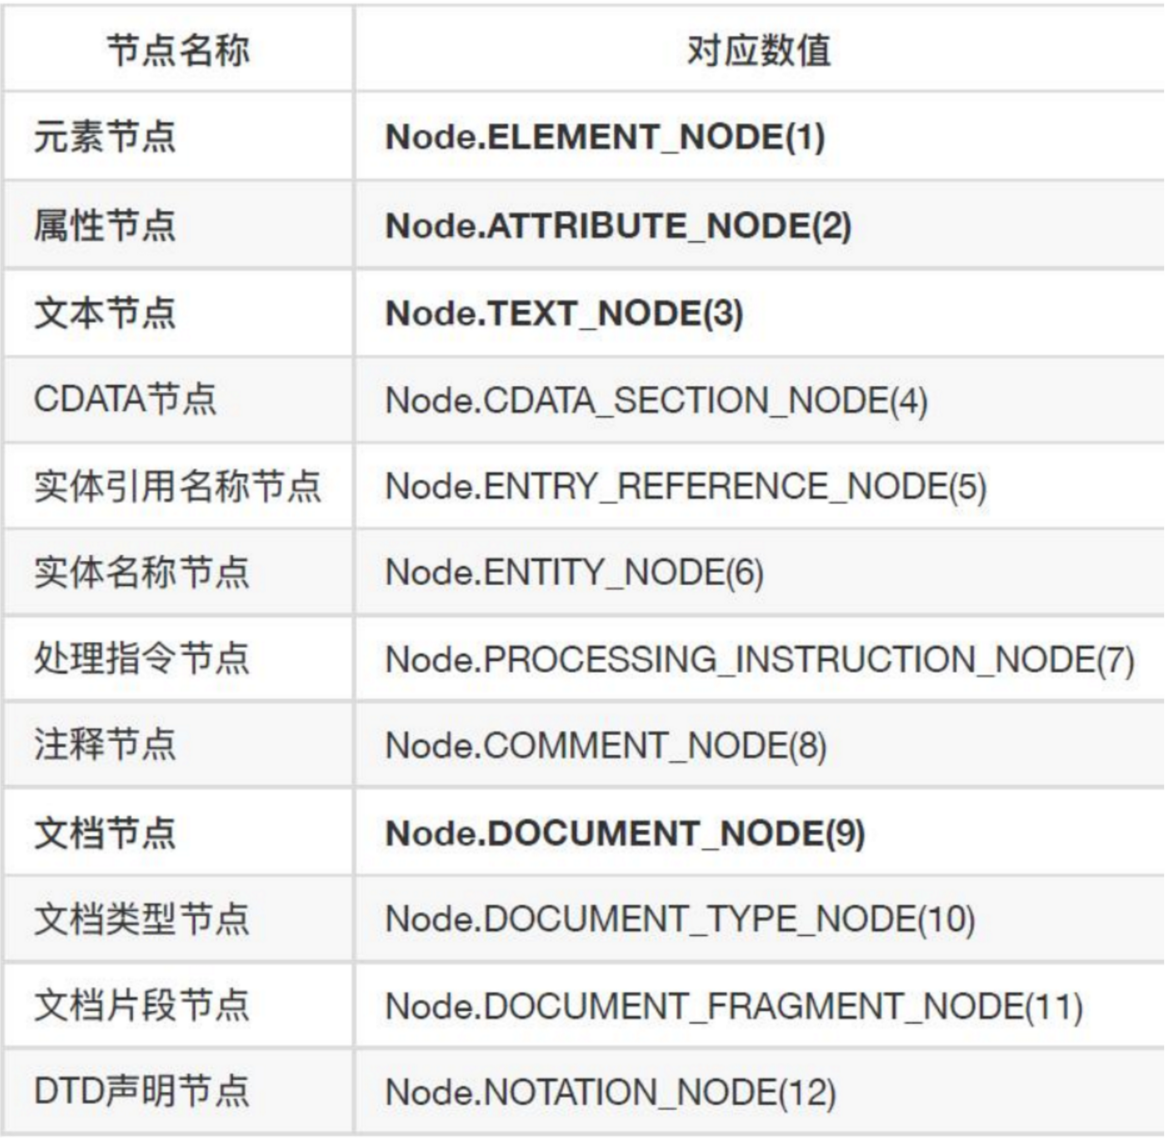 节点名称 对应数值
元素节点 Node.ELEMENT_NODE(1)
属性节点 Node.ATTRIBUTE_NODE(2)
文本节点 Node.TEXT_NODE(3)
CDATA节点 Node.CDATA_SECTION_NODE(4)
实体引用名称节点 Node.ENTRY_REFERENCE_NODE(5)
实体名称节点 Node.ENTITY_NODE(6)
处理指令节点 Node.PROCESSING_INSTRUCTION_NODE(7)
注释节点 Node.COMMENT_NODE(8)
文档节点 Node.DOCUMENT_NODE(9)
文档类型节点 Node.DOCUMENT_TYPE_NODE(10)
文档片段节点 Node.DOCUMENT_FRAGMENT_NODE(11)
DTD声明节点 Node.NOTATION_NODE(12)